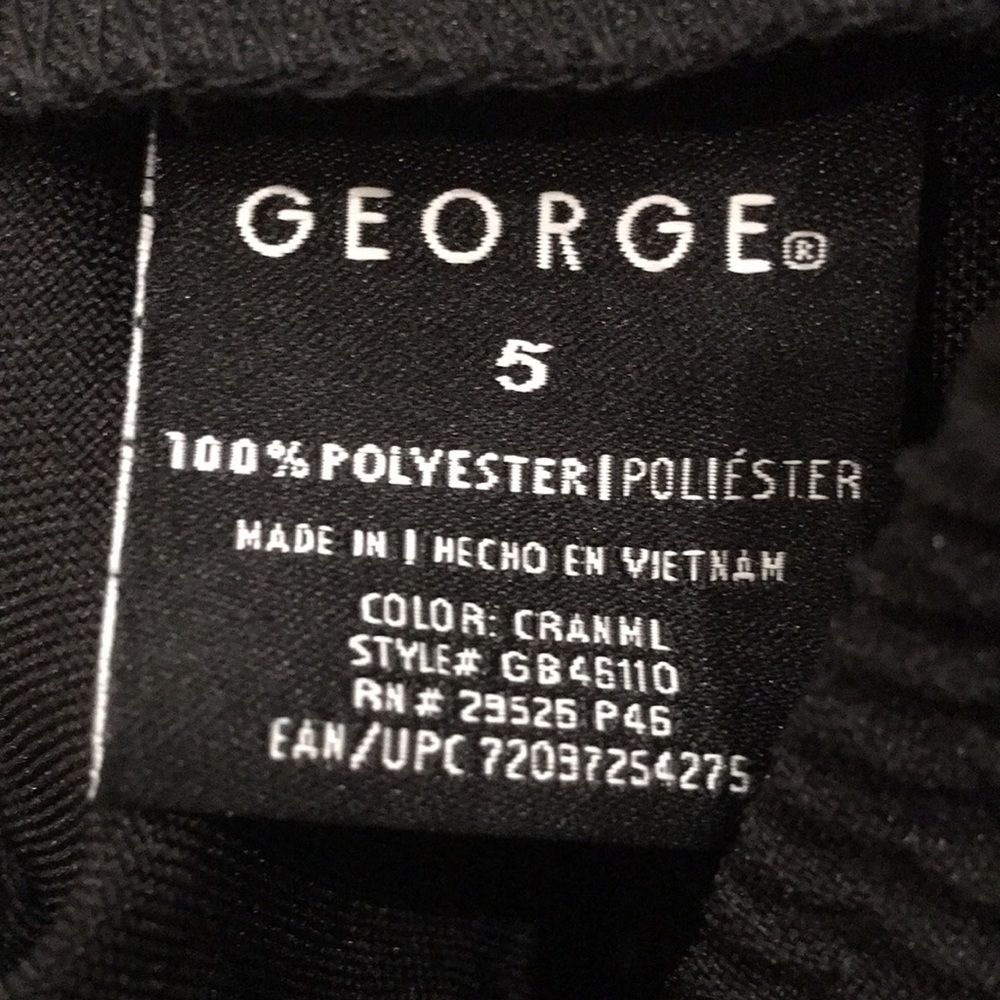 GEORGE®
5
100% POLYESTER | POLIÉSTER
MADE IN | HECHO EN VIETNAM
COLOR: CRANML
STYLE# GB46110
RN # 29526 P46
EAN/UPC 72097254275